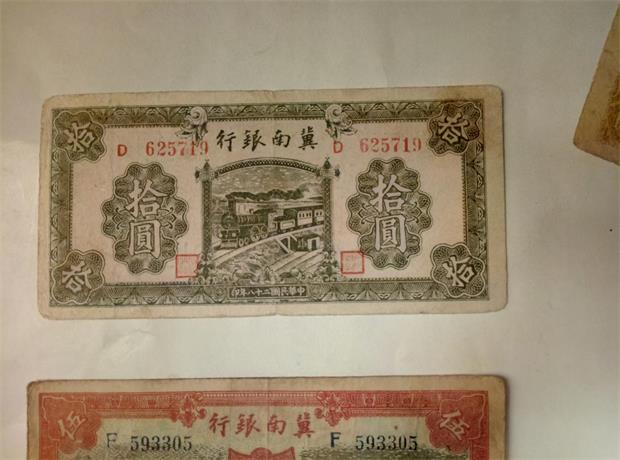 行銀南冀
D 625719 D 625719
拾 拾
拾圓 拾圓
拾 拾
印年八十二國民華中
行銀南冀
伍 伍
F 593305 F 593305